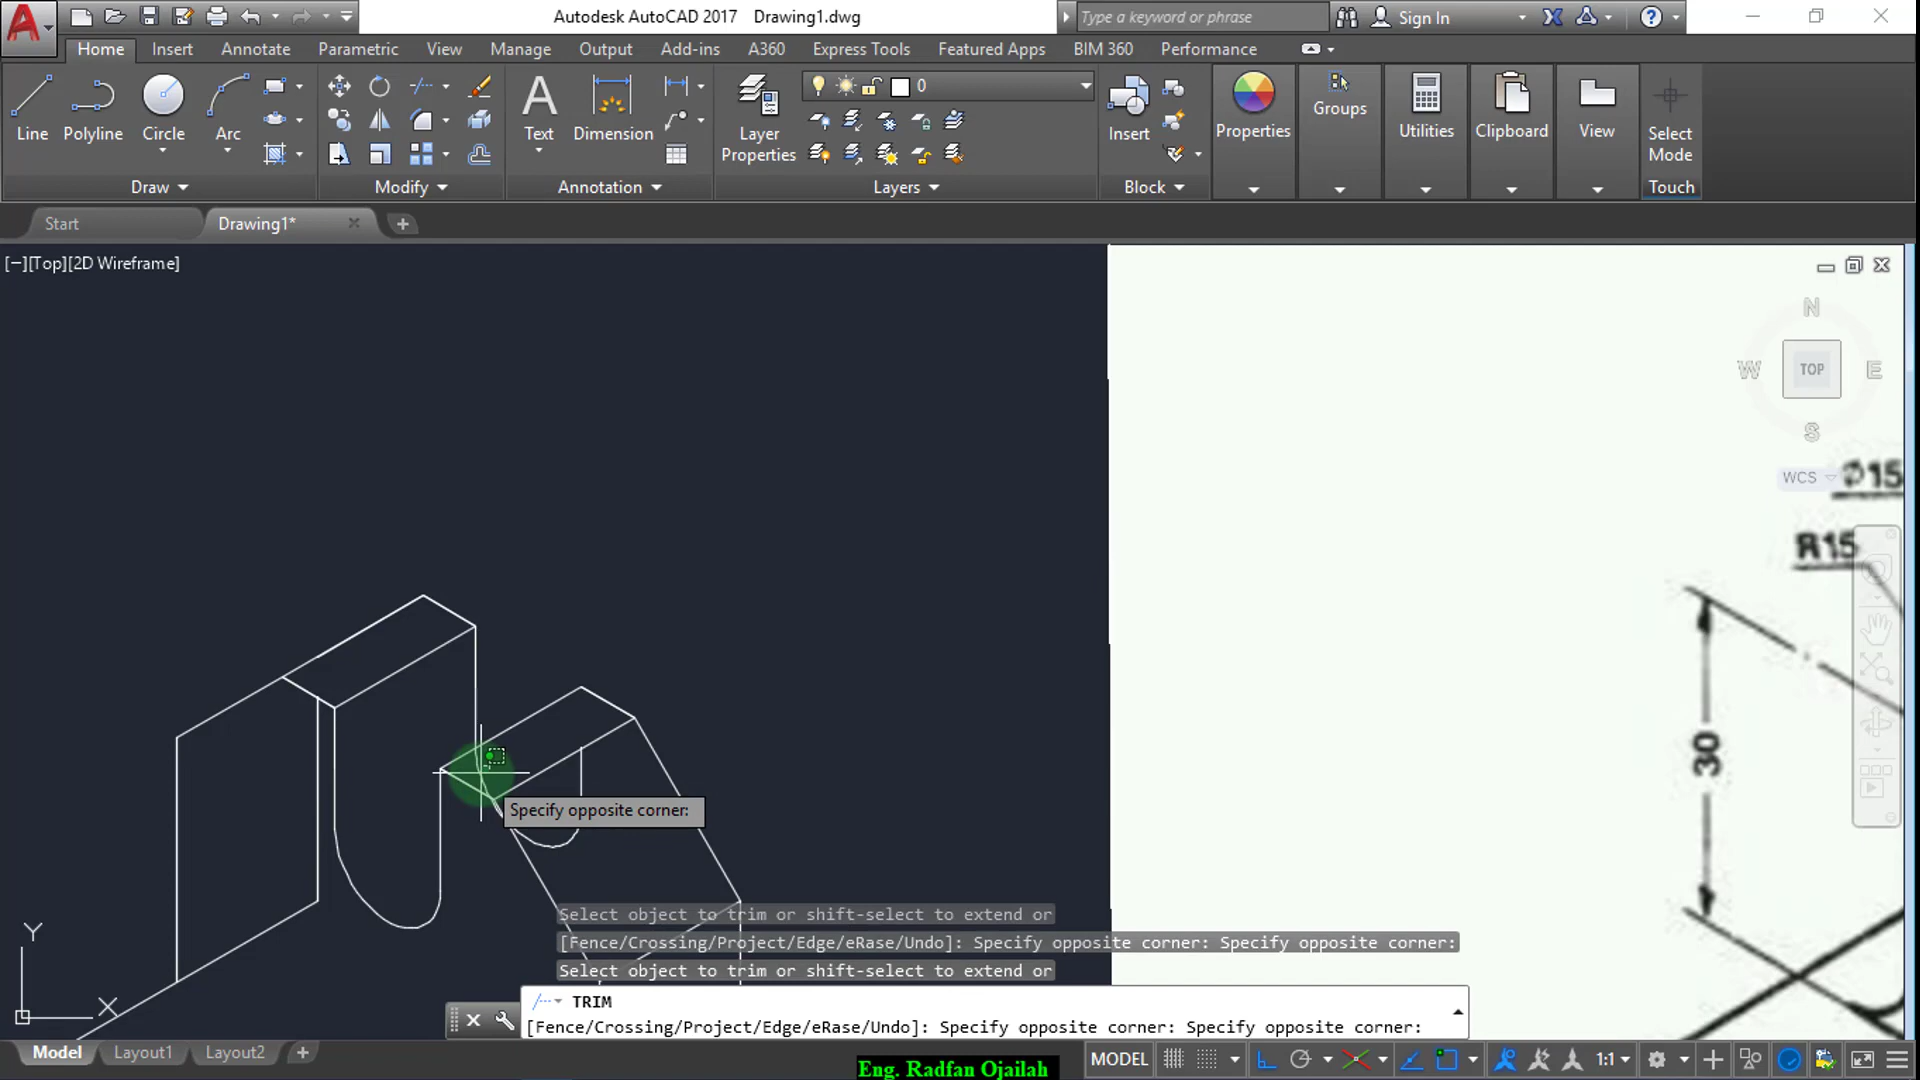 Autodesk AutoCAD 2017 Drawing1.dwg
Type a keyword or phrase
Sign In
Home Insert Annotate Parametric View Manage Output Add-ins A360 Express Tools Featured Apps BIM 360 Performance
0
Line Polyline Circle Arc
Text Dimension
Layer
Properties
Insert
Properties
Groups
Utilities
Clipboard
View
Select
Mode
Draw Modify Annotation Layers Block Touch
Start Drawing1*
[−][Top][2D Wireframe]
N
W TOP E
S
WCS
Ø15
R15
30
Specify opposite corner:
Select object to trim or shift-select to extend or
[Fence/Crossing/Project/Edge/eRase/Undo]: Specify opposite corner: Specify opposite corner:
Select object to trim or shift-select to extend or
TRIM
[Fence/Crossing/Project/Edge/eRase/Undo]: Specify opposite corner: Specify opposite corner:
Y
X
Model Layout1 Layout2
MODEL 1:1
Eng. Radfan Ojailah